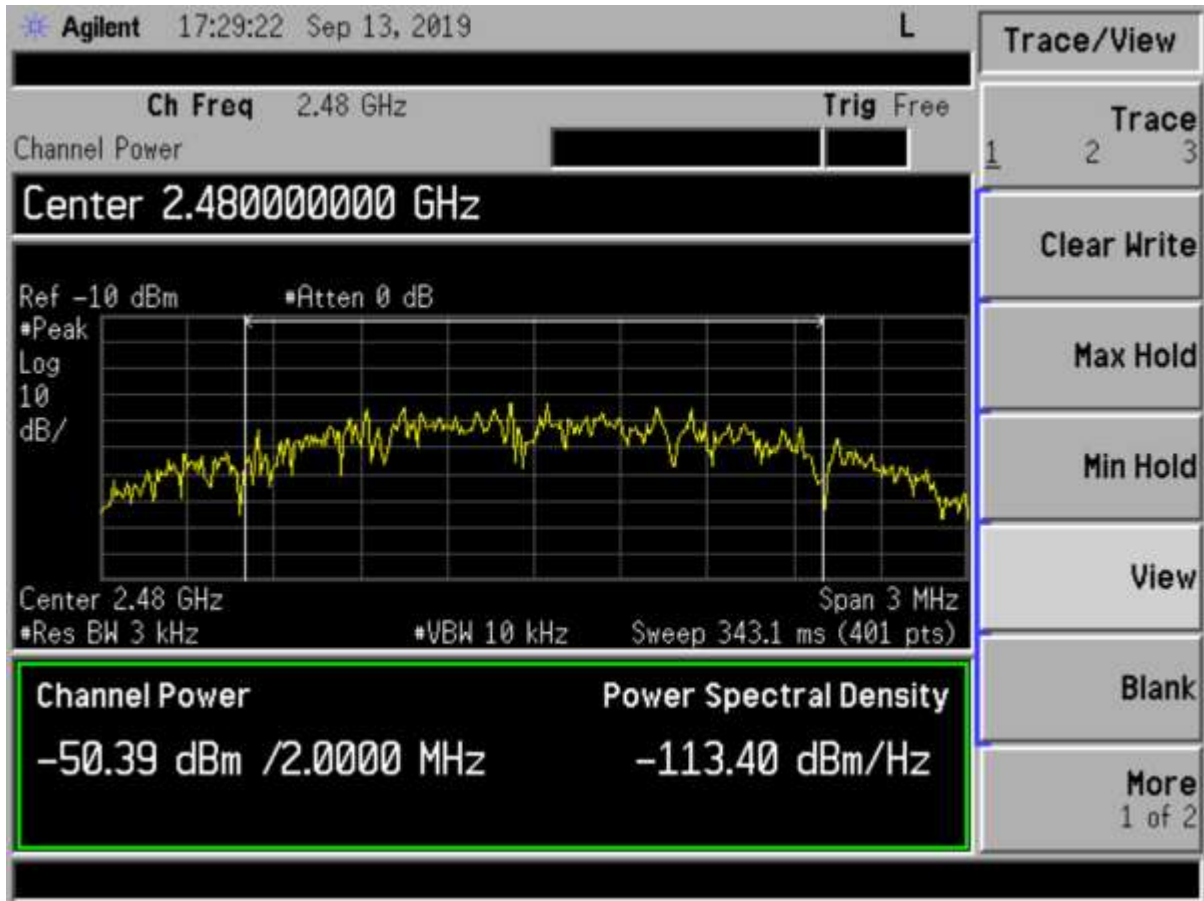 Agilent 17:29:22 Sep 13, 2019 L
Trace/View
Ch Freq 2.48 GHz Trig Free
Channel Power
Trace
1 2 3
Center 2.480000000 GHz
Clear Write
Ref -10 dBm #Atten 0 dB
#Peak
Log
10
dB/
Max Hold
Min Hold
View
Center 2.48 GHz Span 3 MHz
#Res BW 3 kHz #VBW 10 kHz Sweep 343.1 ms (401 pts)
Channel Power Power Spectral Density
-50.39 dBm /2.0000 MHz -113.40 dBm/Hz
Blank
More
1 of 2